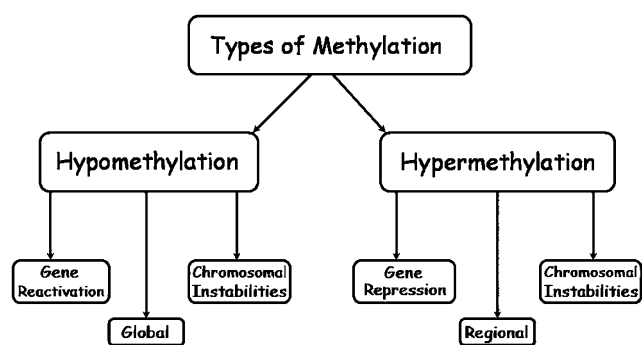 Types of Methylation
Hypomethylation
Hypermethylation
Gene
Reactivation
Chromosomal
Instabilities
Global
Gene
Repression
Chromosomal
Instabilities
Regional